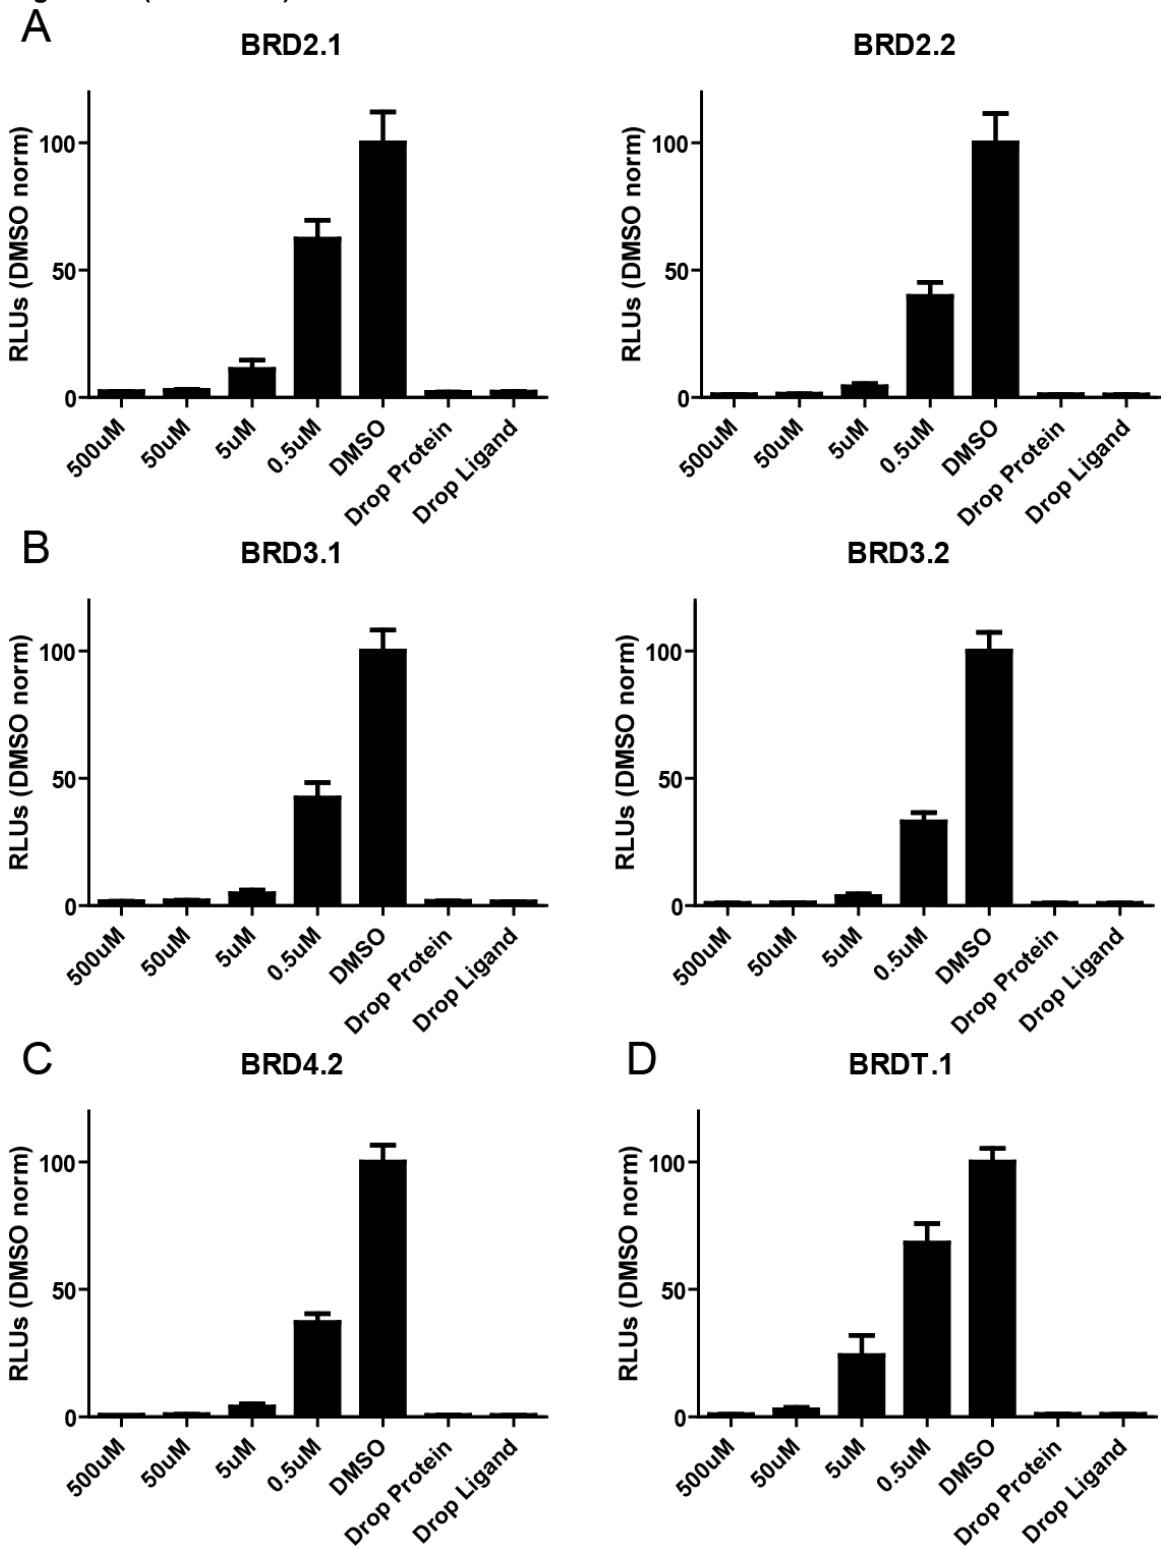 A
BRD2.1
RLUs (DMSO norm)
100
50
0
500uM
50uM
5uM
0.5uM
DMSO
Drop Protein
Drop Ligand
BRD2.2
RLUs (DMSO norm)
100
50
0
500uM
50uM
5uM
0.5uM
DMSO
Drop Protein
Drop Ligand
B
BRD3.1
RLUs (DMSO norm)
100
50
0
500uM
50uM
5uM
0.5uM
DMSO
Drop Protein
Drop Ligand
BRD3.2
RLUs (DMSO norm)
100
50
0
500uM
50uM
5uM
0.5uM
DMSO
Drop Protein
Drop Ligand
C
BRD4.2
RLUs (DMSO norm)
100
50
0
500uM
50uM
5uM
0.5uM
DMSO
Drop Protein
Drop Ligand
D
BRDT.1
RLUs (DMSO norm)
100
50
0
500uM
50uM
5uM
0.5uM
DMSO
Drop Protein
Drop Ligand